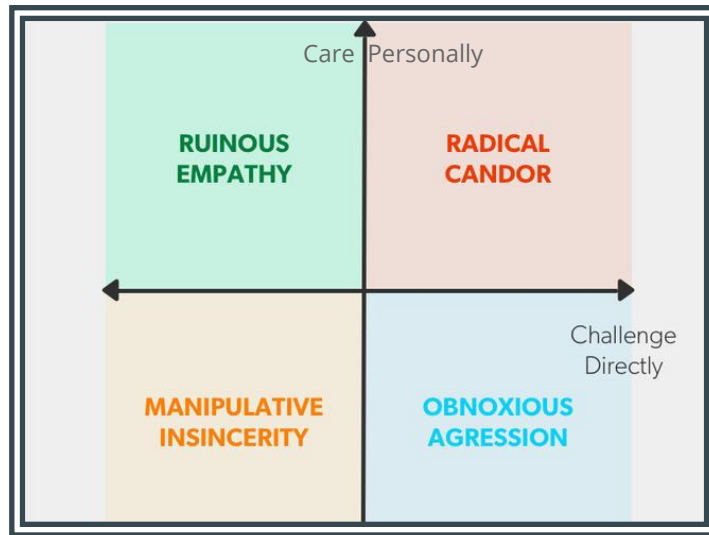 Care Personally
RUINOUS
EMPATHY
RADICAL
CANDOR
Challenge
Directly
MANIPULATIVE
INSINCERITY
OBNOXIOUS
AGRESSION